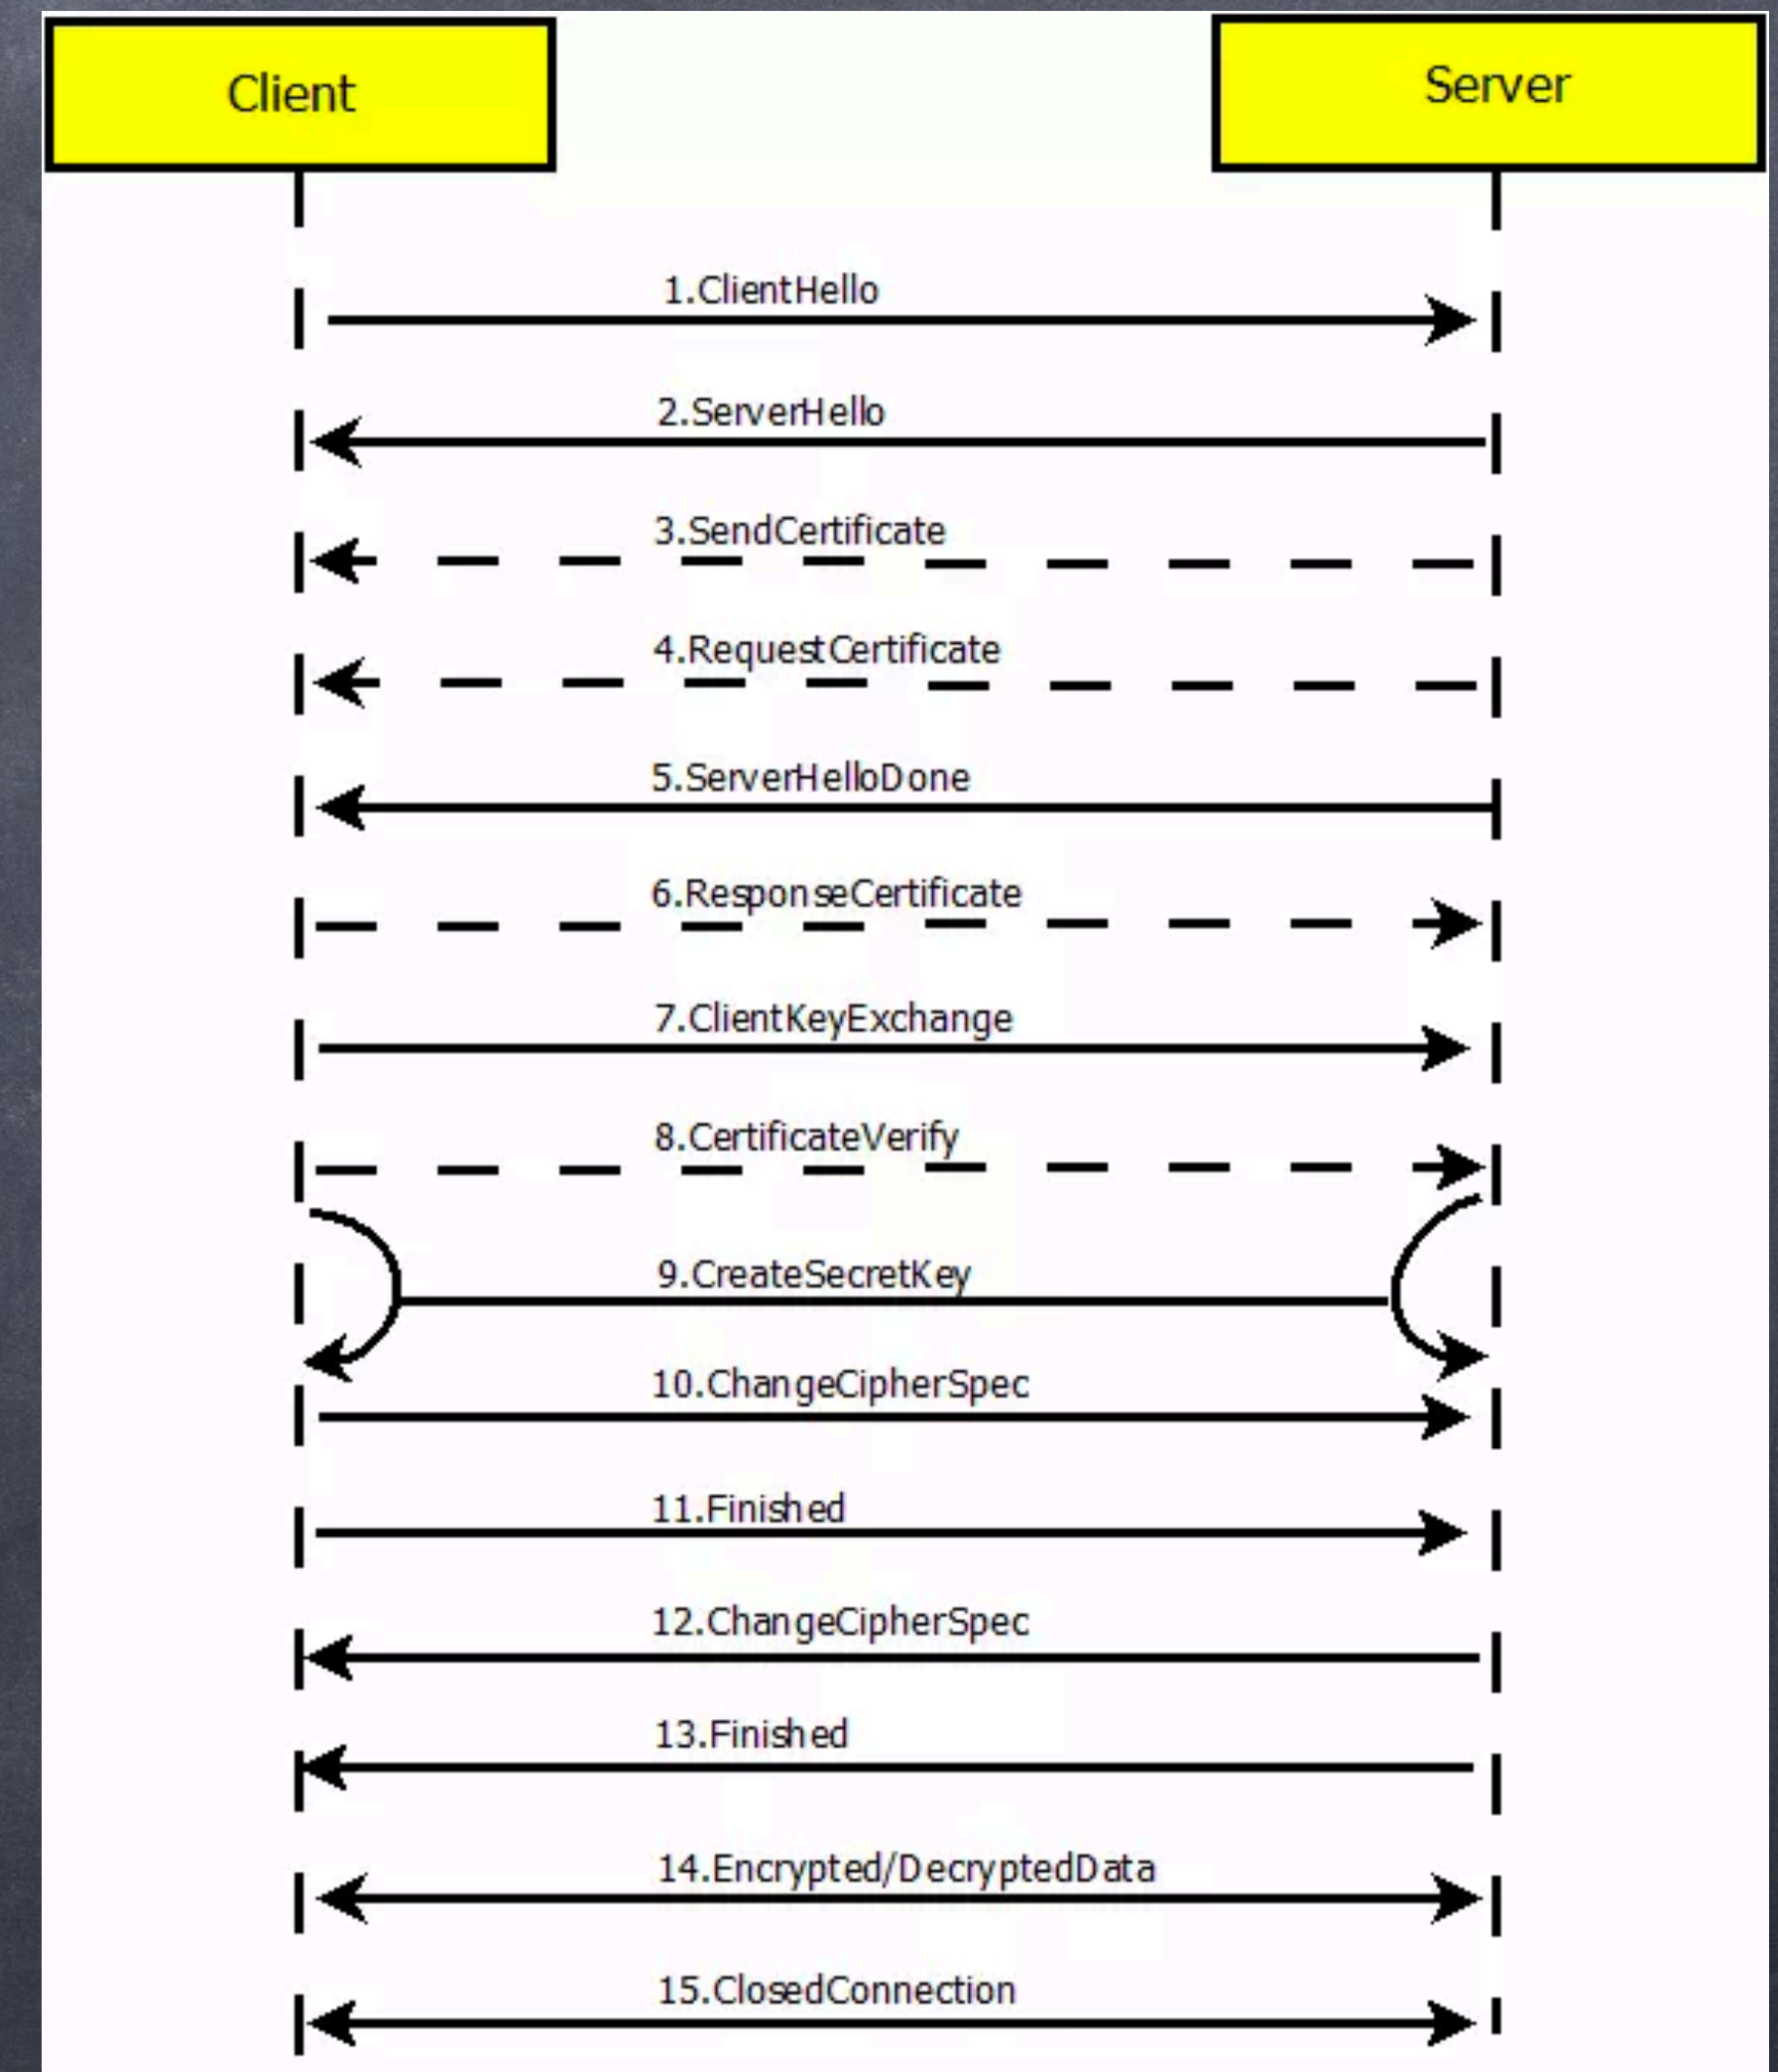 Client
Server
1.ClientHello
2.ServerHello
3.SendCertificate
4.RequestCertificate
5.ServerHelloDone
6.ResponseCertificate
7.ClientKeyExchange
8.CertificateVerify
9.CreateSecretKey
10.ChangeCipherSpec
11.Finished
12.ChangeCipherSpec
13.Finished
14.Encrypted/DecryptedData
15.ClosedConnection